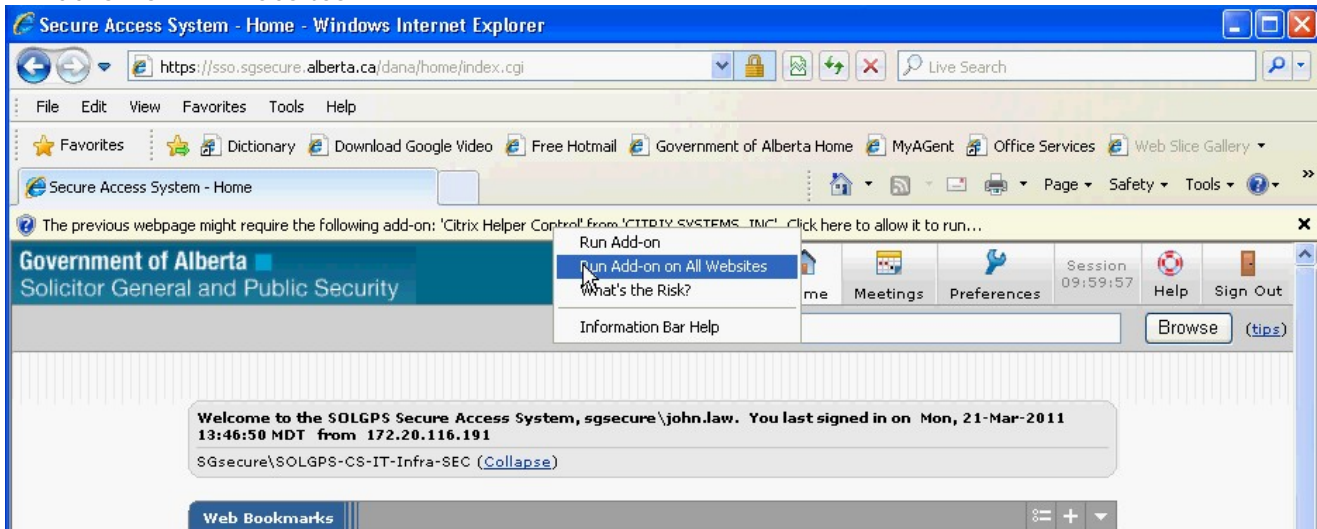 Secure Access System - Home - Windows Internet Explorer
https://sso.sgsecure.alberta.ca/dana/home/index.cgi
Live Search
File Edit View Favorites Tools Help
Favorites Dictionary Download Google Video Free Hotmail Government of Alberta Home MyAGent Office Services Web Slice Gallery
Secure Access System - Home
Page Safety Tools
The previous webpage might require the following add-on: 'Citrix Helper Control' from 'CITRIX SYSTEMS, INC'. Click here to allow it to run...
Run Add-on
Run Add-on on All Websites
What's the Risk?
Information Bar Help
Government of Alberta
Solicitor General and Public Security
me Meetings Preferences Session 09:59:57 Help Sign Out
Browse (tips)
Welcome to the SOLGPS Secure Access System, sgsecure\john.law. You last signed in on Mon, 21-Mar-2011
13:46:50 MDT from 172.20.116.191
SGsecure\SOLGPS-CS-IT-Infra-SEC (Collapse)
Web Bookmarks